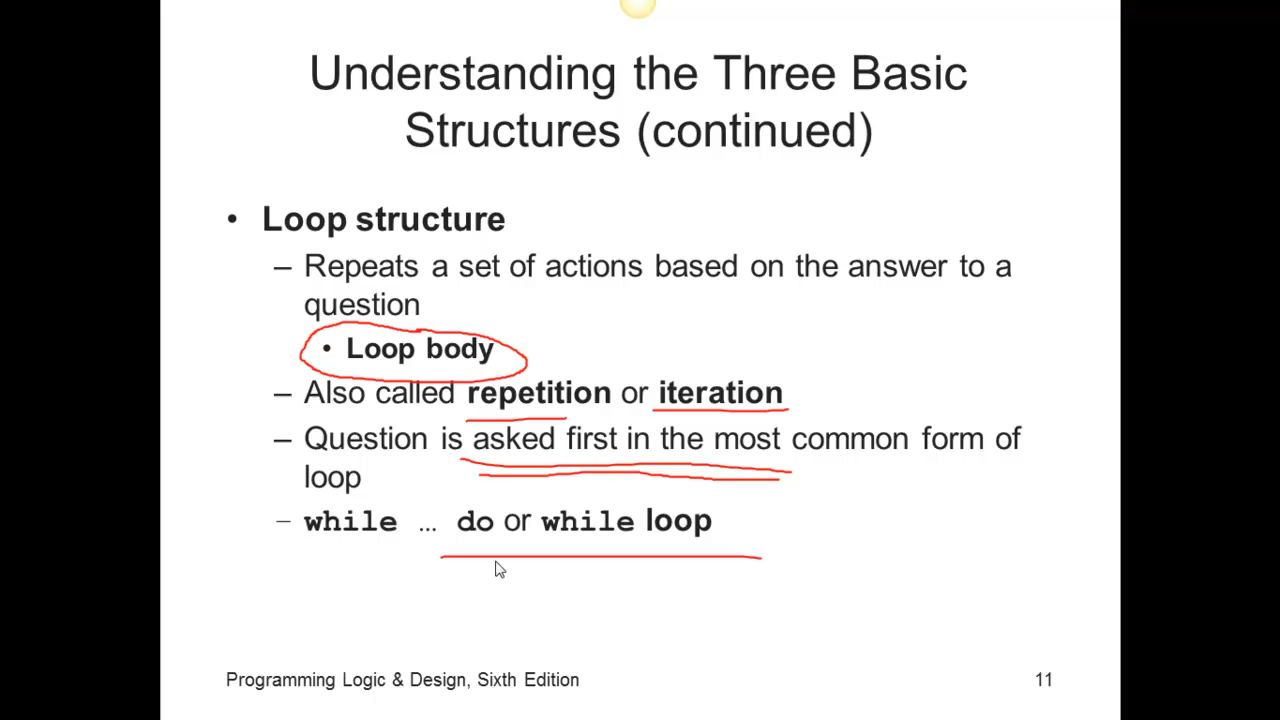 Understanding the Three Basic
Structures (continued)
• Loop structure
– Repeats a set of actions based on the answer to a
question
• Loop body
– Also called repetition or iteration
– Question is asked first in the most common form of
loop
– while … do or while loop
Programming Logic & Design, Sixth Edition 11